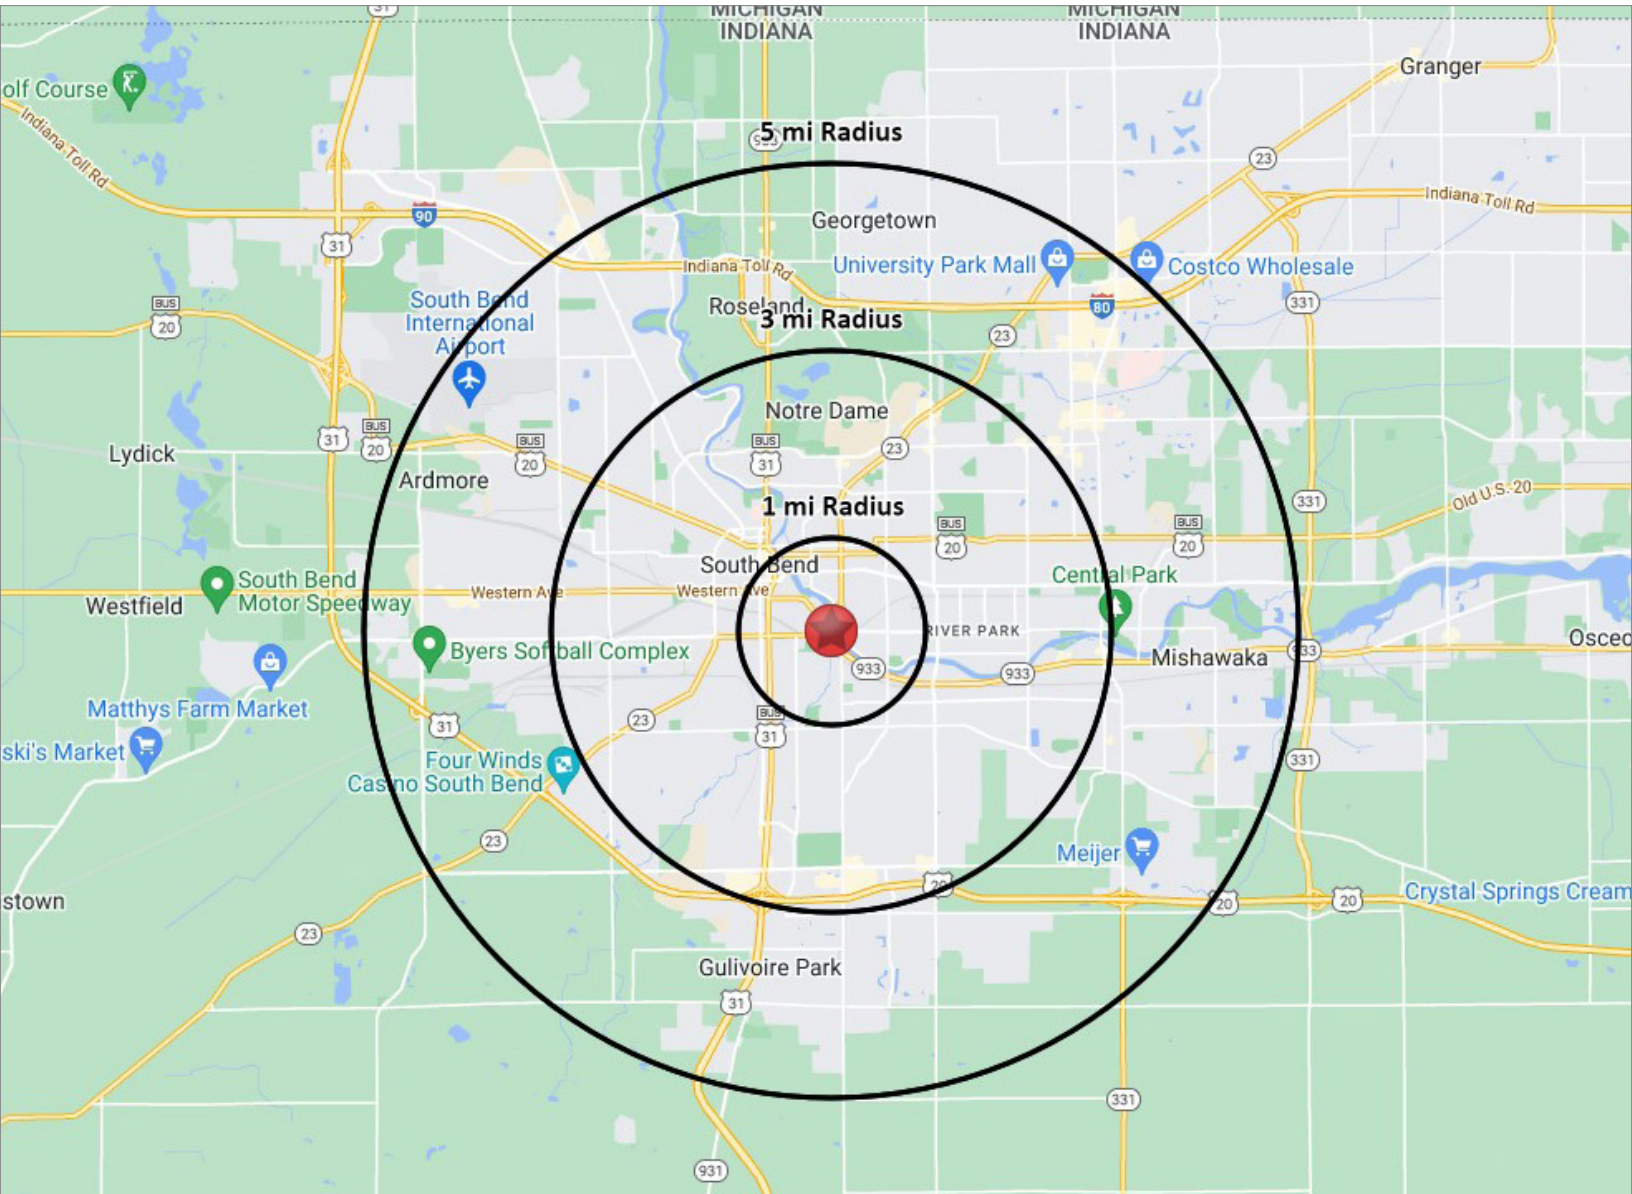 31
MICHIGAN
INDIANA
MICHIGAN
INDIANA
Granger
olf Course
Indiana Toll Rd
5 mi Radius
933
23
Indiana Toll Rd
90
31
Georgetown
University Park Mall
Costco Wholesale
Indiana Toll Rd
South Bend
International
Airport
Roseland
80
331
BUS
20
3 mi Radius
23
Notre Dame
BUS
20
31
BUS
20
BUS
31
23
Lydick
Ardmore
1 mi Radius
331
Old U.S. 20
BUS
20
BUS
20
South Bend
Central Park
South Bend
Motor Speedway
Western Ave
Western Ave
Westfield
RIVER PARK
Osceo
Byers Softball Complex
933
933
Mishawaka
933
Matthys Farm Market
31
23
BUS
31
ski's Market
Four Winds
Casino South Bend
331
23
Meijer
stown
20
20
20
Crystal Springs Cream
23
Gulivoire Park
31
331
931